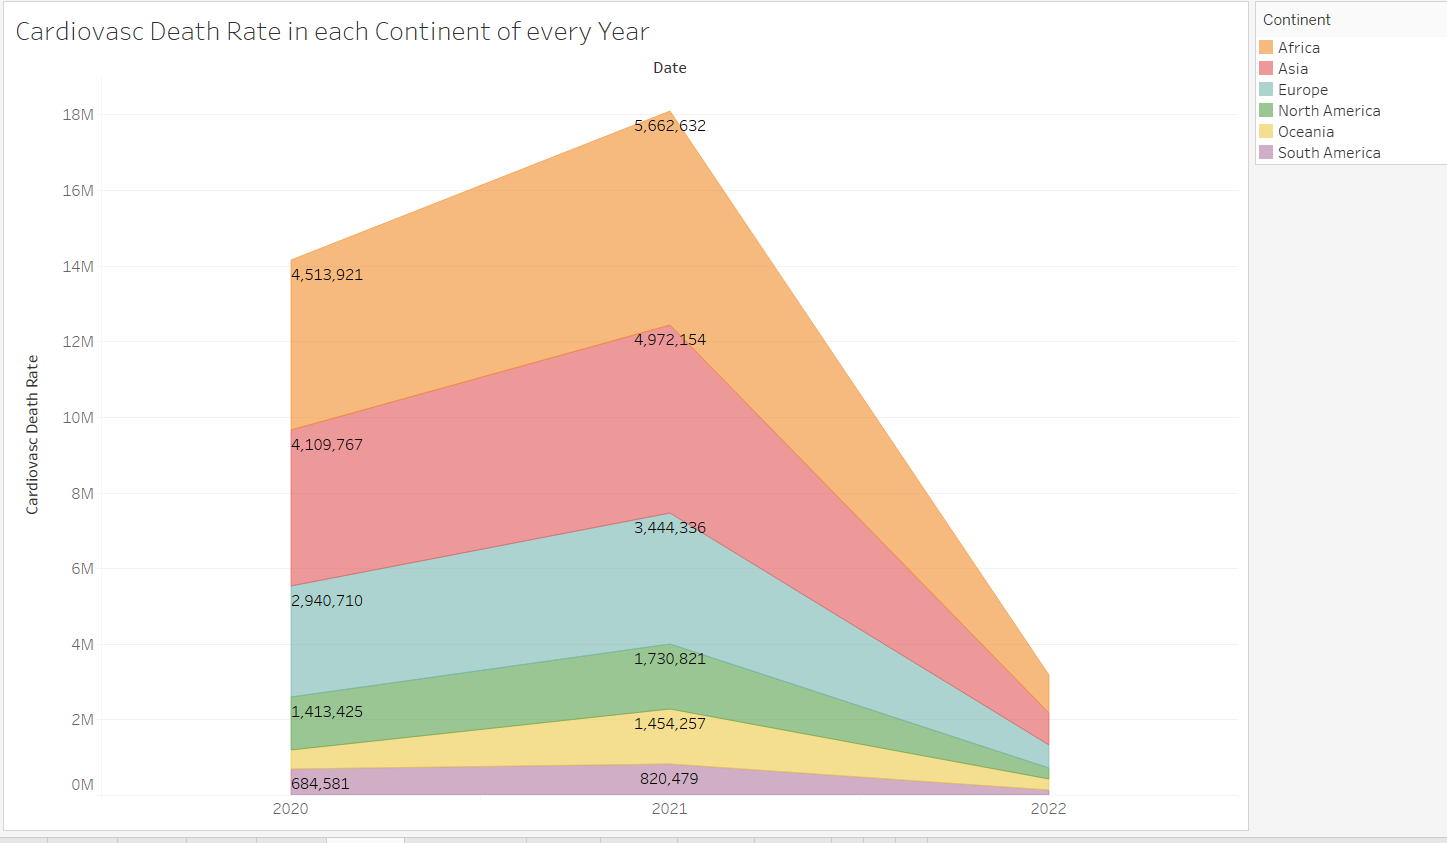 Cardiovasc Death Rate in each Continent of every Year
Date
Cardiovasc Death Rate
18M
16M
14M
12M
10M
8M
6M
4M
2M
0M
5,662,632
4,513,921
4,972,154
4,109,767
3,444,336
2,940,710
1,730,821
1,413,425
1,454,257
820,479
684,581
2020
2021
2022
Continent
Africa
Asia
Europe
North America
Oceania
South America